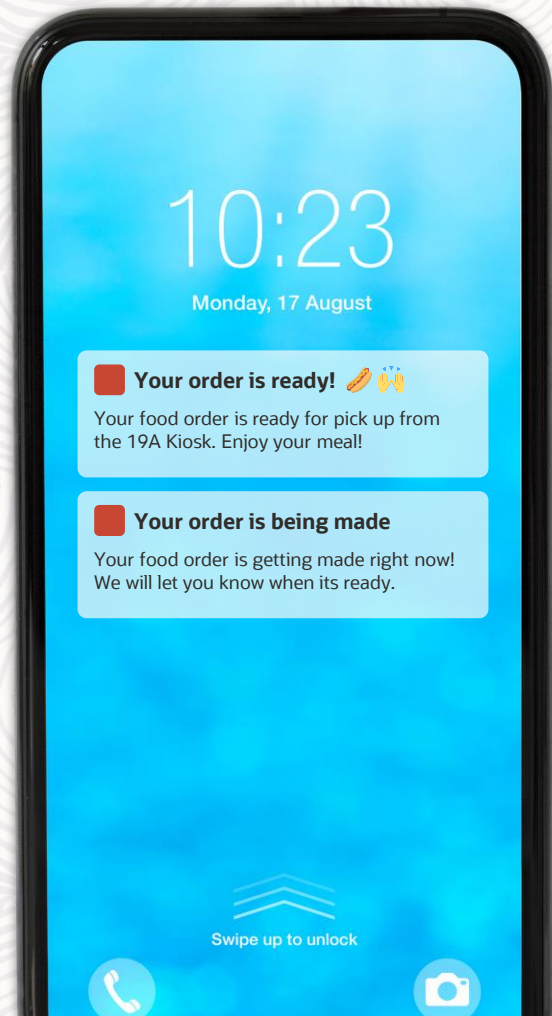 10:23
Monday, 17 August
Your order is ready! 🌭 🙌
Your food order is ready for pick up from
the 19A Kiosk. Enjoy your meal!
Your order is being made
Your food order is getting made right now!
We will let you know when its ready.
Swipe up to unlock